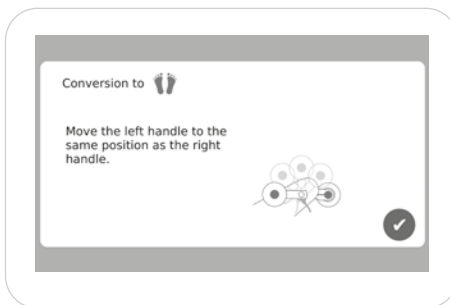 Conversion to
Move the left handle to the
same position as the right
handle.